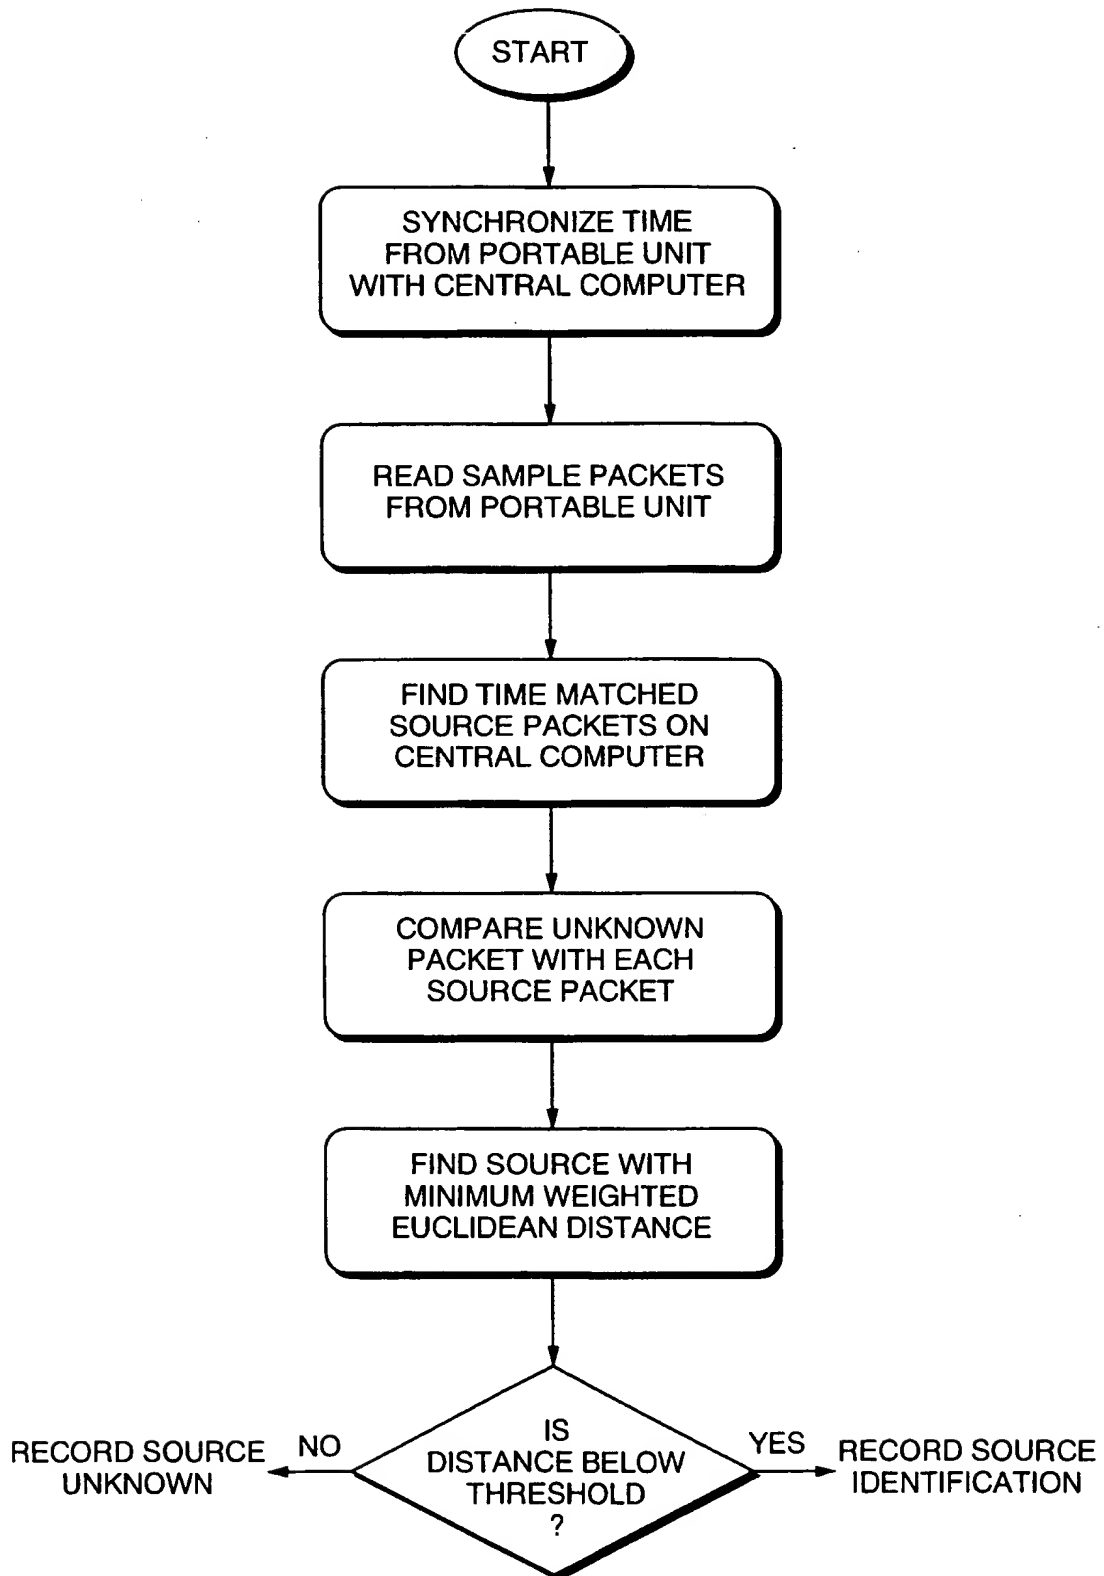 START
SYNCHRONIZE TIME
FROM PORTABLE UNIT
WITH CENTRAL COMPUTER
READ SAMPLE PACKETS
FROM PORTABLE UNIT
FIND TIME MATCHED
SOURCE PACKETS ON
CENTRAL COMPUTER
COMPARE UNKNOWN
PACKET WITH EACH
SOURCE PACKET
FIND SOURCE WITH
MINIMUM WEIGHTED
EUCLIDEAN DISTANCE
IS
DISTANCE BELOW
THRESHOLD
?
NO
RECORD SOURCE
UNKNOWN
YES
RECORD SOURCE
IDENTIFICATION